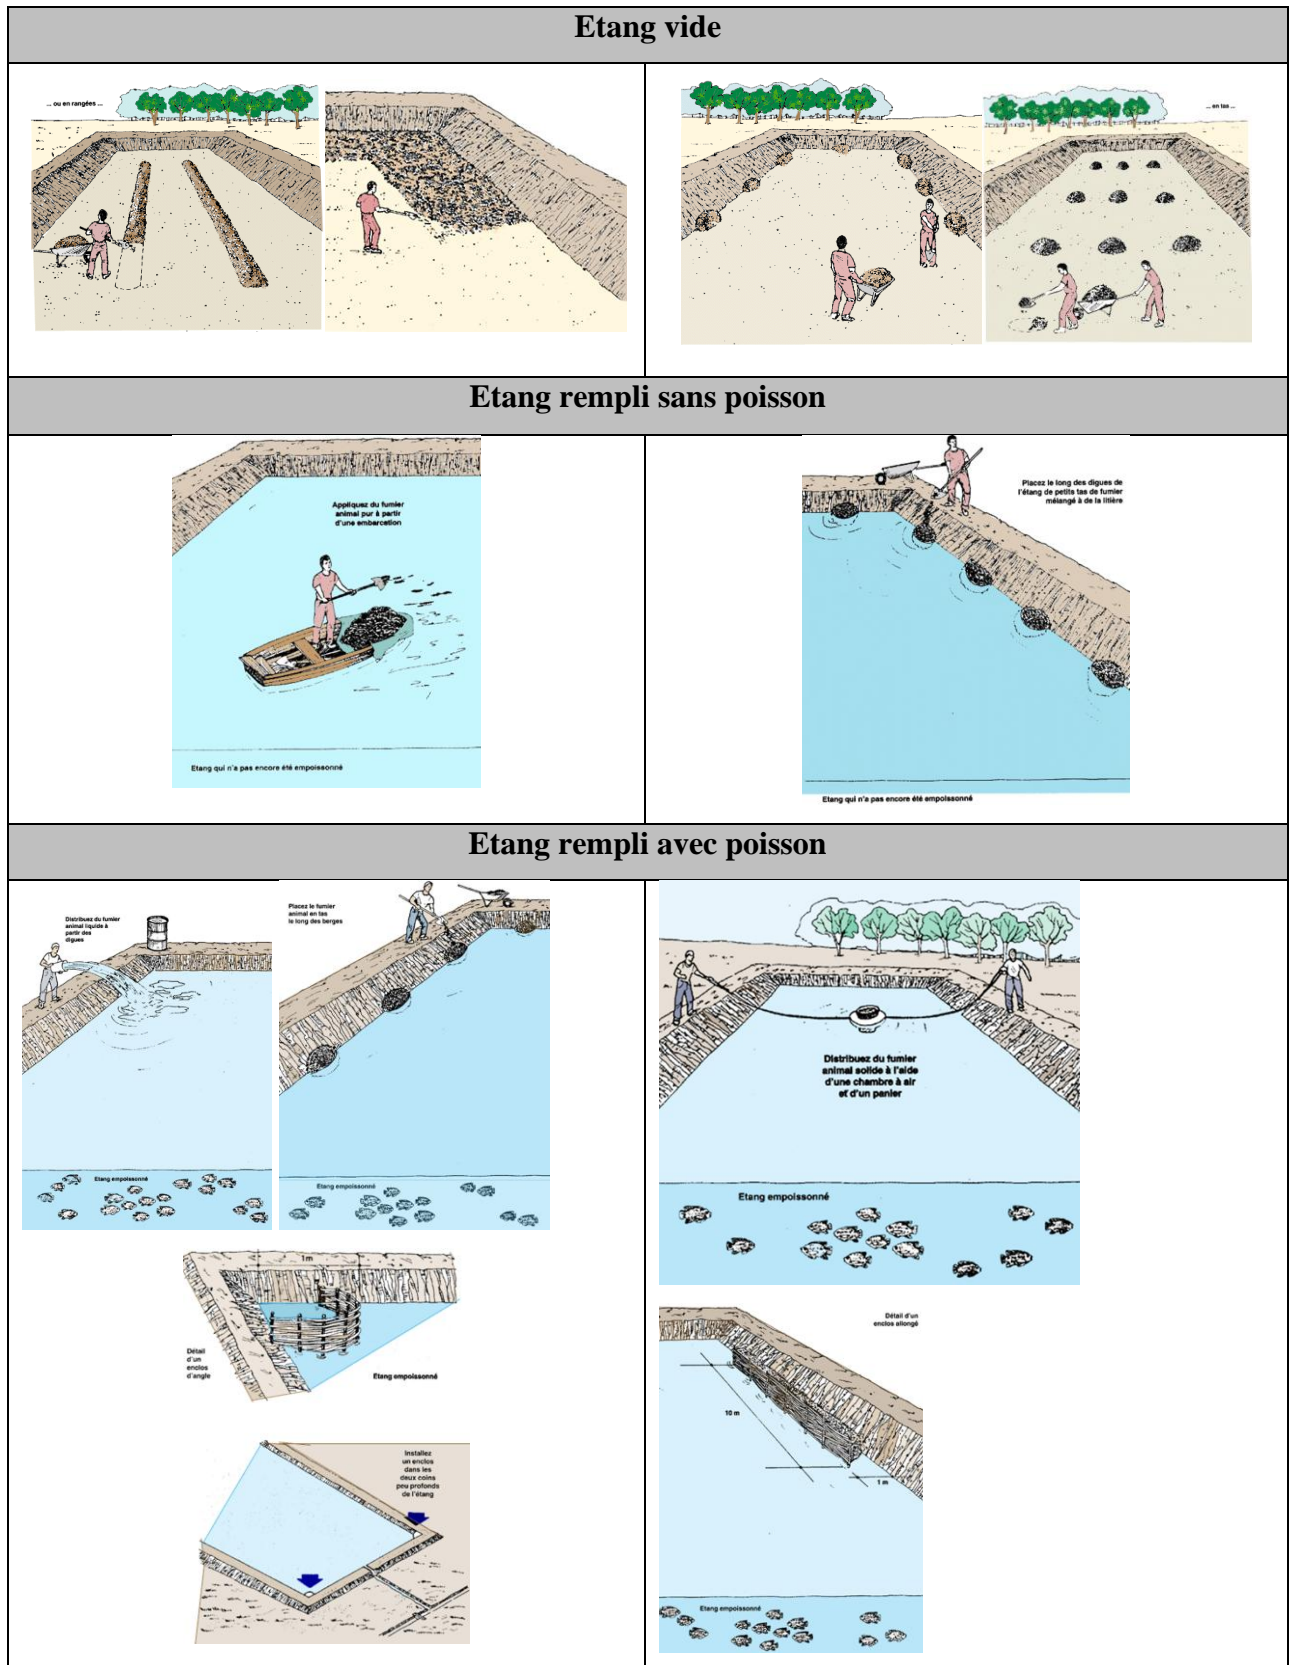 Etang vide
... ou en rangées ...
... en tas ...
Etang rempli sans poisson
Appliquez du fumier
animal pur à partir
d'une embarcation
Etang qui n'a pas encore été empoissonné
Placez le long des digues de
l'étang de petits tas de fumier
mélangé à de la litière
Etang qui n'a pas encore été empoissonné
Etang rempli avec poisson
Distribuez du fumier
animal liquide à
partir des
digues
Etang empoissonné
Placez le fumier
animal en tas
le long des berges
Etang empoissonné
Distribuez du fumier
animal solide à l'aide
d'une chambre à air
et d'un panier
Etang empoissonné
1m
Détail
d'un
enclos
d'angle
Etang empoissonné
Installez
un enclos
dans les
deux coins
peu profonds
de l'étang
Détail d'un
enclos allongé
10 m
1 m
Etang empoissonné